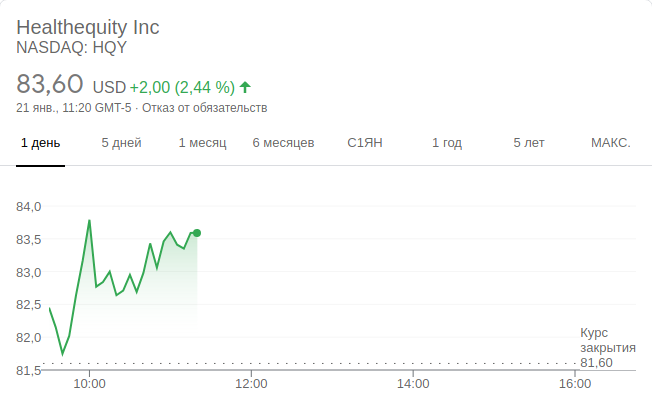 Healthequity Inc
NASDAQ: HQY
83,60 USD +2,00 (2,44 %)
21 янв., 11:20 GMT-5 · Отказ от обязательств
1 день 5 дней 1 месяц 6 месяцев С1ЯН 1 год 5 лет МАКС.
84,0
83,5
83,0
82,5
82,0
81,5
Курс
закрытия
81,60
10:00 12:00 14:00 16:00